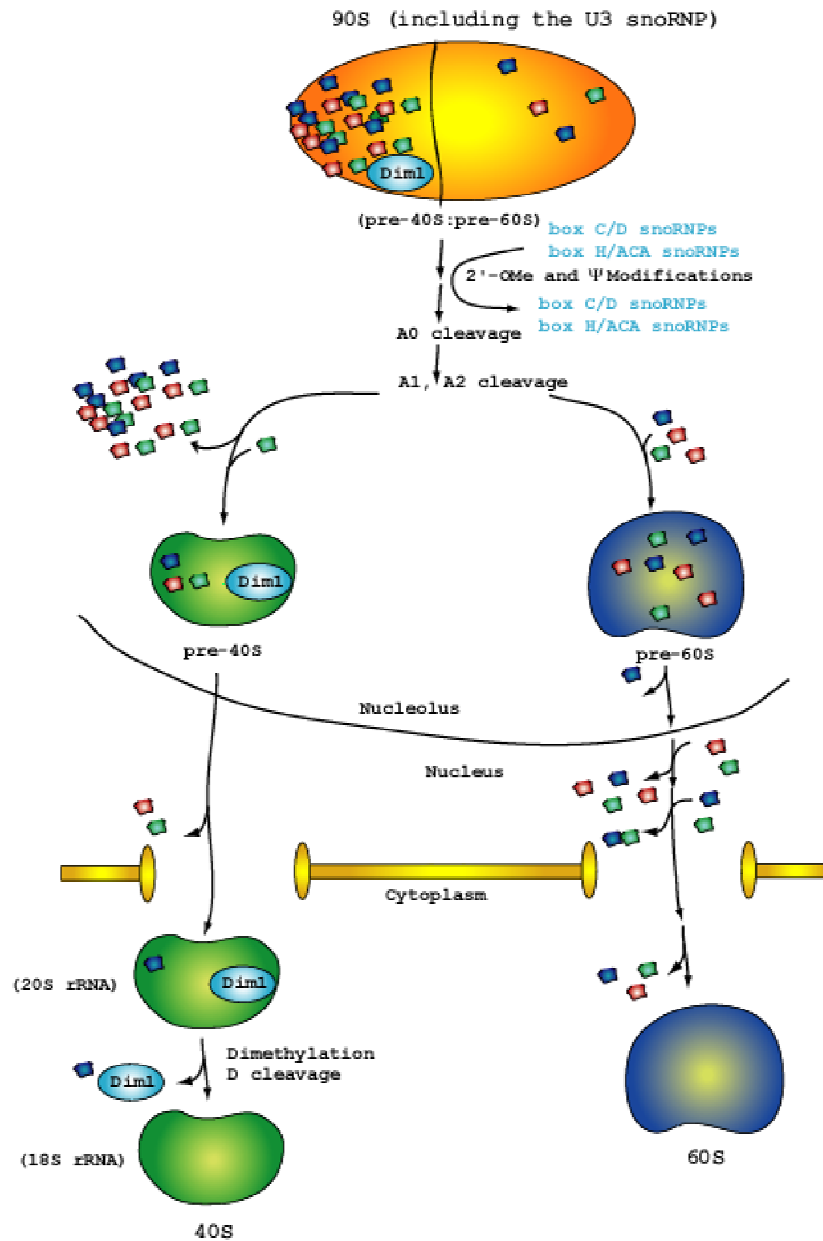 90S (including the U3 snoRNP)
Dim1
(pre-40S:pre-60S)
box C/D snoRNPs
box H/ACA snoRNPs
2'-OMe and Ψ Modifications
box C/D snoRNPs
box H/ACA snoRNPs
A0 cleavage
A1, A2 cleavage
Dim1
pre-40S
pre-60S
Nucleolus
Nucleus
Cytoplasm
(20S rRNA)
Dim1
Dimethylation
D cleavage
Dim1
(18S rRNA)
60S
40S